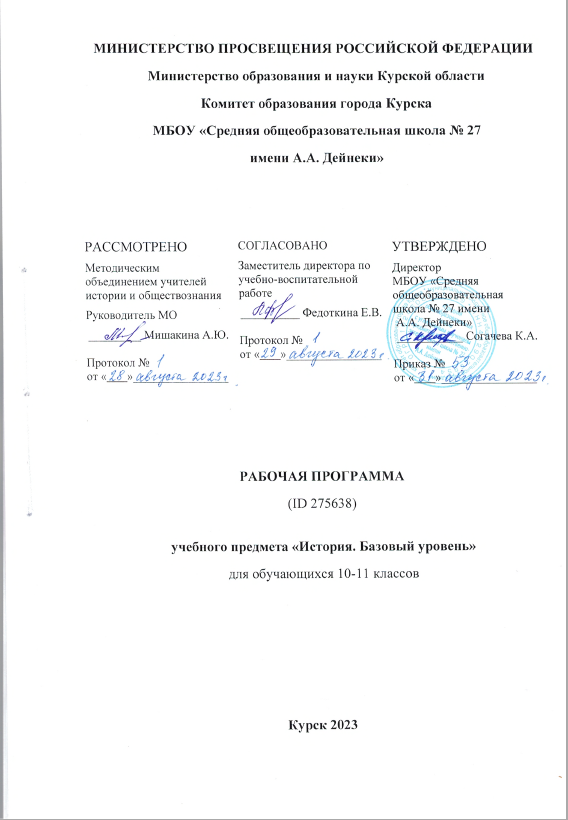 МИНИСТЕРСТВО ПРОСВЕЩЕНИЯ РОССИЙСКОЙ ФЕДЕРАЦИИ
Министерство образования и науки Курской области
Комитет образования города Курска
МБОУ «Средняя общеобразовательная школа № 27
имени А.А. Дейнеки»
РАССМОТРЕНО
Методическим
объединением учителей
истории и обществознания
Руководитель МО
Мишакина А.Ю.
Протокол № 1
от «28» августа 2023 г
СОГЛАСОВАНО
Заместитель директора по
учебно-воспитательной
работе
Федоткина Е.В.
Протокол № 1
от «29» августа 2023 г
УТВЕРЖДЕНО
Директор
МБОУ «Средняя
общеобразовательная
школа № 27 имени
А.А. Дейнеки»
Согачева К.А.
Приказ № 53
от «31» августа 2023 г.
РАБОЧАЯ ПРОГРАММА
(ID 275638)
учебного предмета «История. Базовый уровень»
для обучающихся 10-11 классов
Курск 2023